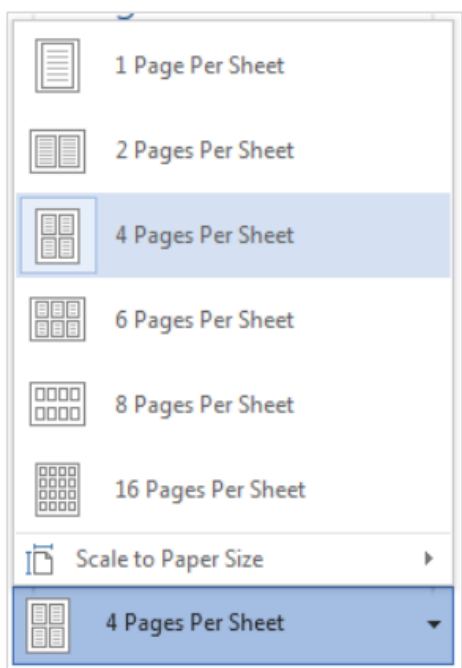 1 Page Per Sheet
2 Pages Per Sheet
4 Pages Per Sheet
6 Pages Per Sheet
8 Pages Per Sheet
16 Pages Per Sheet
Scale to Paper Size
4 Pages Per Sheet